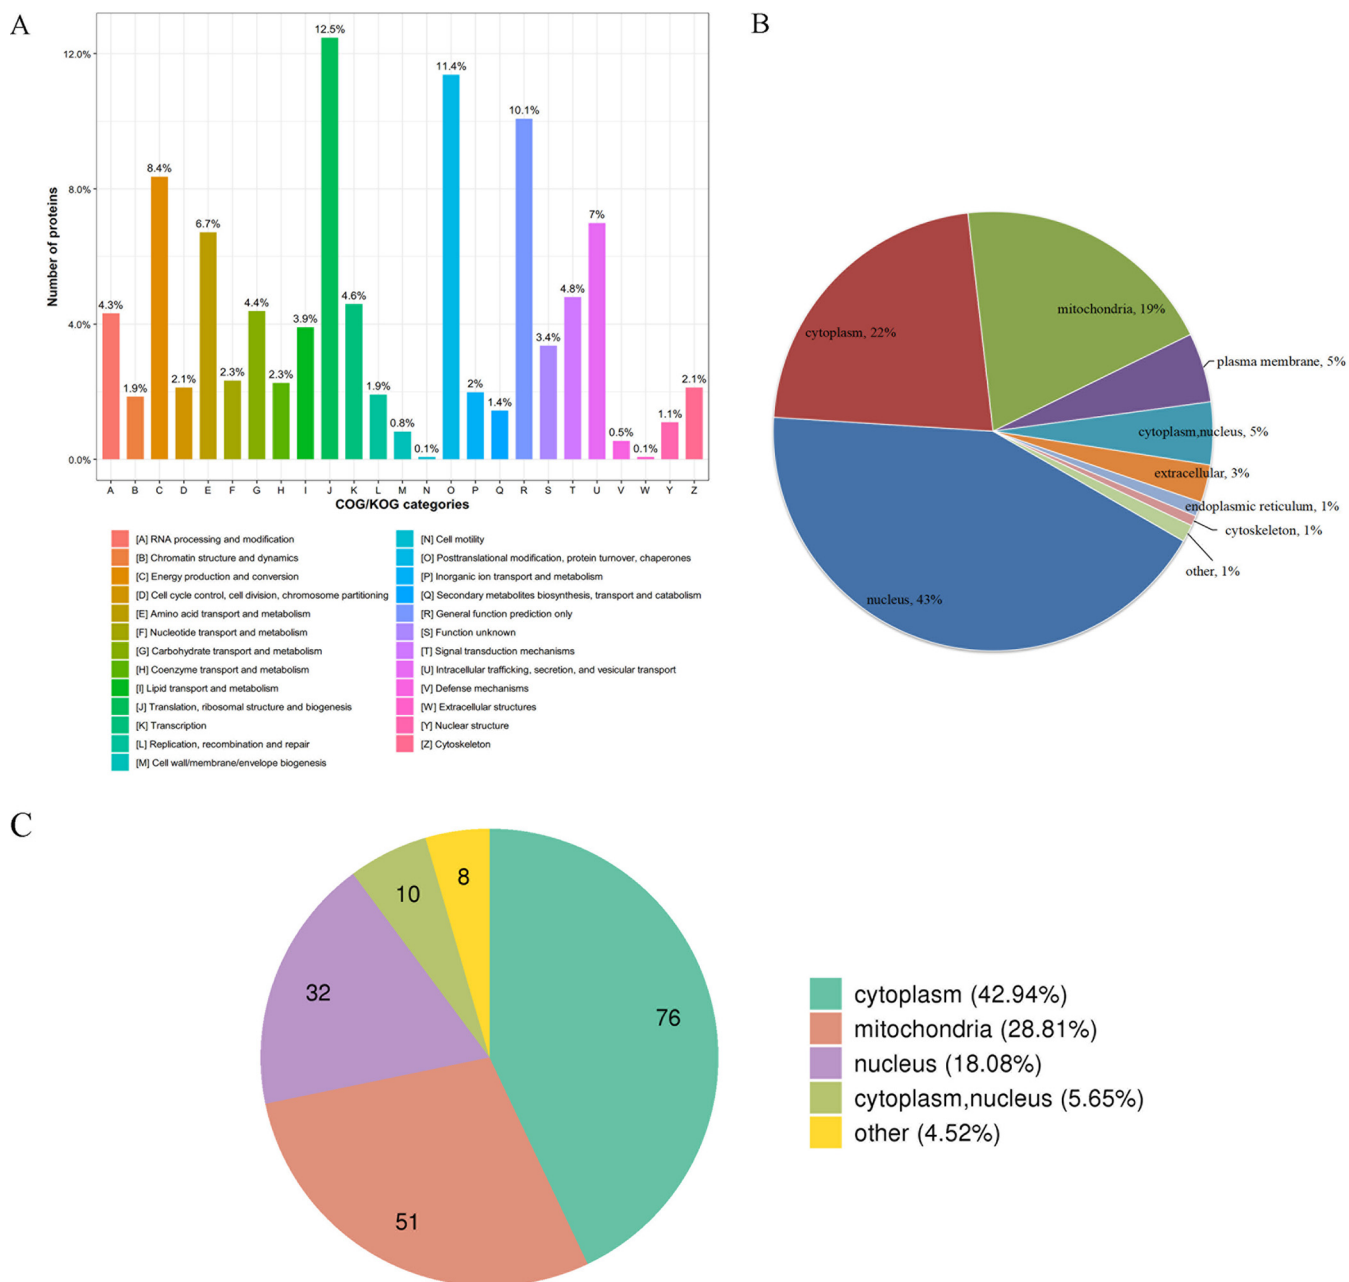 A
12.0%
8.0%
4.0%
0.0%
Number of proteins
4.3%
1.9%
8.4%
2.1%
6.7%
2.3%
4.4%
2.3%
3.9%
12.5%
4.6%
1.9%
0.8%
0.1%
11.4%
2%
1.4%
10.1%
3.4%
4.8%
7%
0.5%
0.1%
1.1%
2.1%
A B C D E F G H I J K L M N O P Q R S T U V W Y Z
COG/KOG categories
[A] RNA processing and modification
[B] Chromatin structure and dynamics
[C] Energy production and conversion
[D] Cell cycle control, cell division, chromosome partitioning
[E] Amino acid transport and metabolism
[F] Nucleotide transport and metabolism
[G] Carbohydrate transport and metabolism
[H] Coenzyme transport and metabolism
[I] Lipid transport and metabolism
[J] Translation, ribosomal structure and biogenesis
[K] Transcription
[L] Replication, recombination and repair
[M] Cell wall/membrane/envelope biogenesis
[N] Cell motility
[O] Posttranslational modification, protein turnover, chaperones
[P] Inorganic ion transport and metabolism
[Q] Secondary metabolites biosynthesis, transport and catabolism
[R] General function prediction only
[S] Function unknown
[T] Signal transduction mechanisms
[U] Intracellular trafficking, secretion, and vesicular transport
[V] Defense mechanisms
[W] Extracellular structures
[Y] Nuclear structure
[Z] Cytoskeleton
B
mitochondria, 19%
cytoplasm, 22%
plasma membrane, 5%
cytoplasm,nucleus, 5%
extracellular, 3%
endoplasmic reticulum, 1%
cytoskeleton, 1%
other, 1%
nucleus, 43%
C
8
10
32
76
51
cytoplasm (42.94%)
mitochondria (28.81%)
nucleus (18.08%)
cytoplasm,nucleus (5.65%)
other (4.52%)